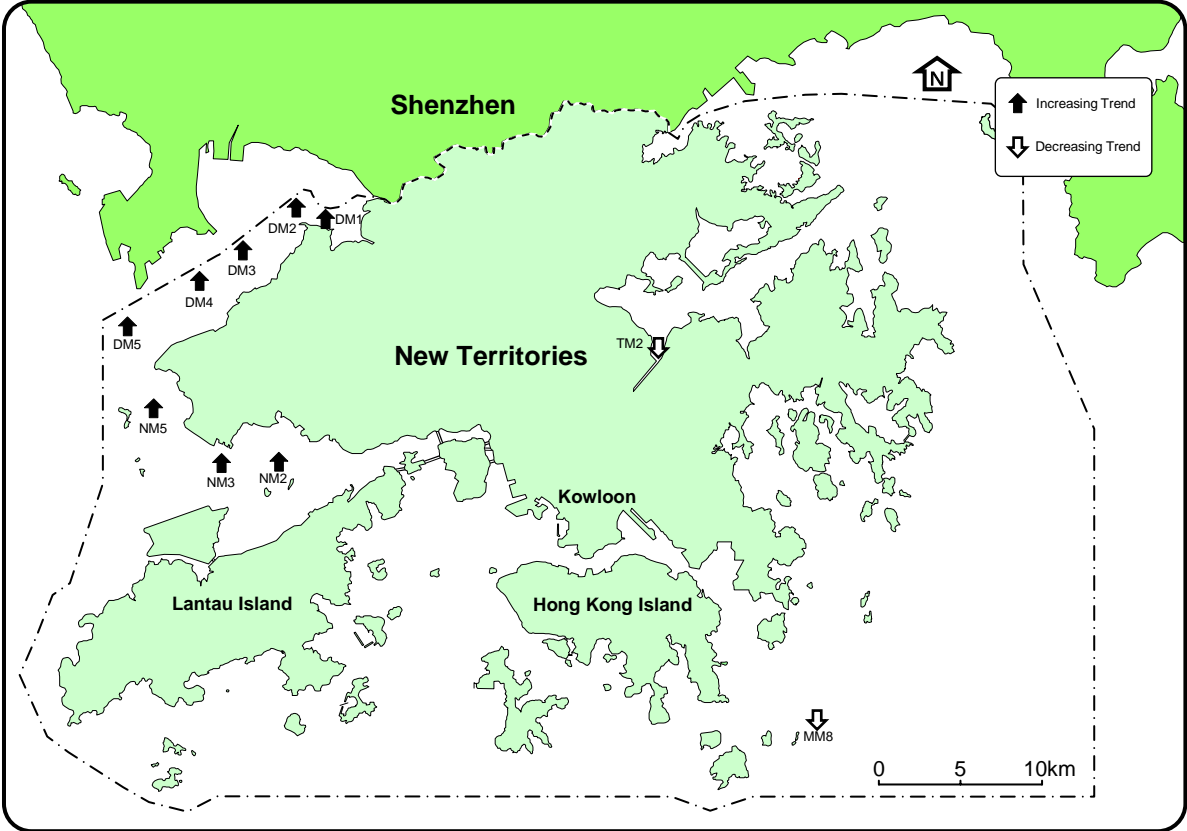 N
Shenzhen
Increasing Trend
Decreasing Trend
DM1
DM2
DM3
DM4
DM5
TM2
New Territories
NM5
NM3
NM2
Kowloon
Lantau Island
Hong Kong Island
MM8
0 5 10km